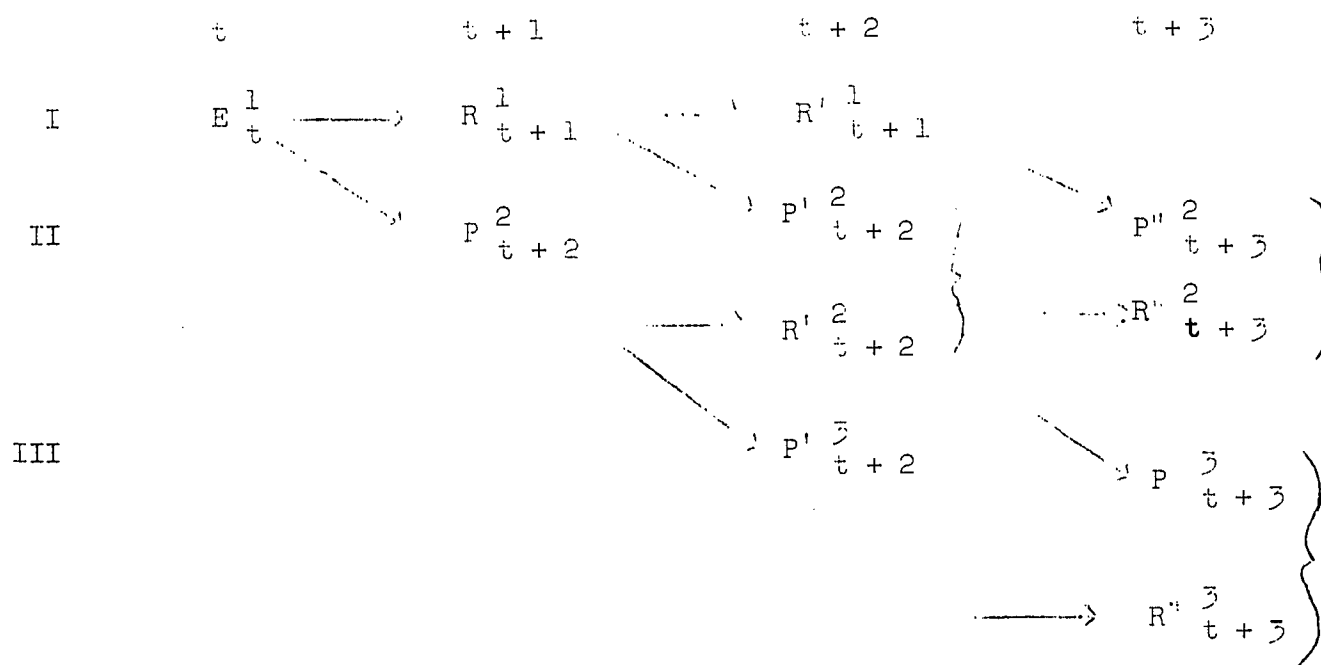 t t + 1 t + 2 t + 3
I E 1 t R 1 t + 1 R' 1 t + 1
II P 2 t + 2 P' 2 t + 2 P" 2 t + 3
R' 2 t + 2 R" 2 t + 3
III P' 3 t + 2 P 3 t + 3
R" 3 t + 3